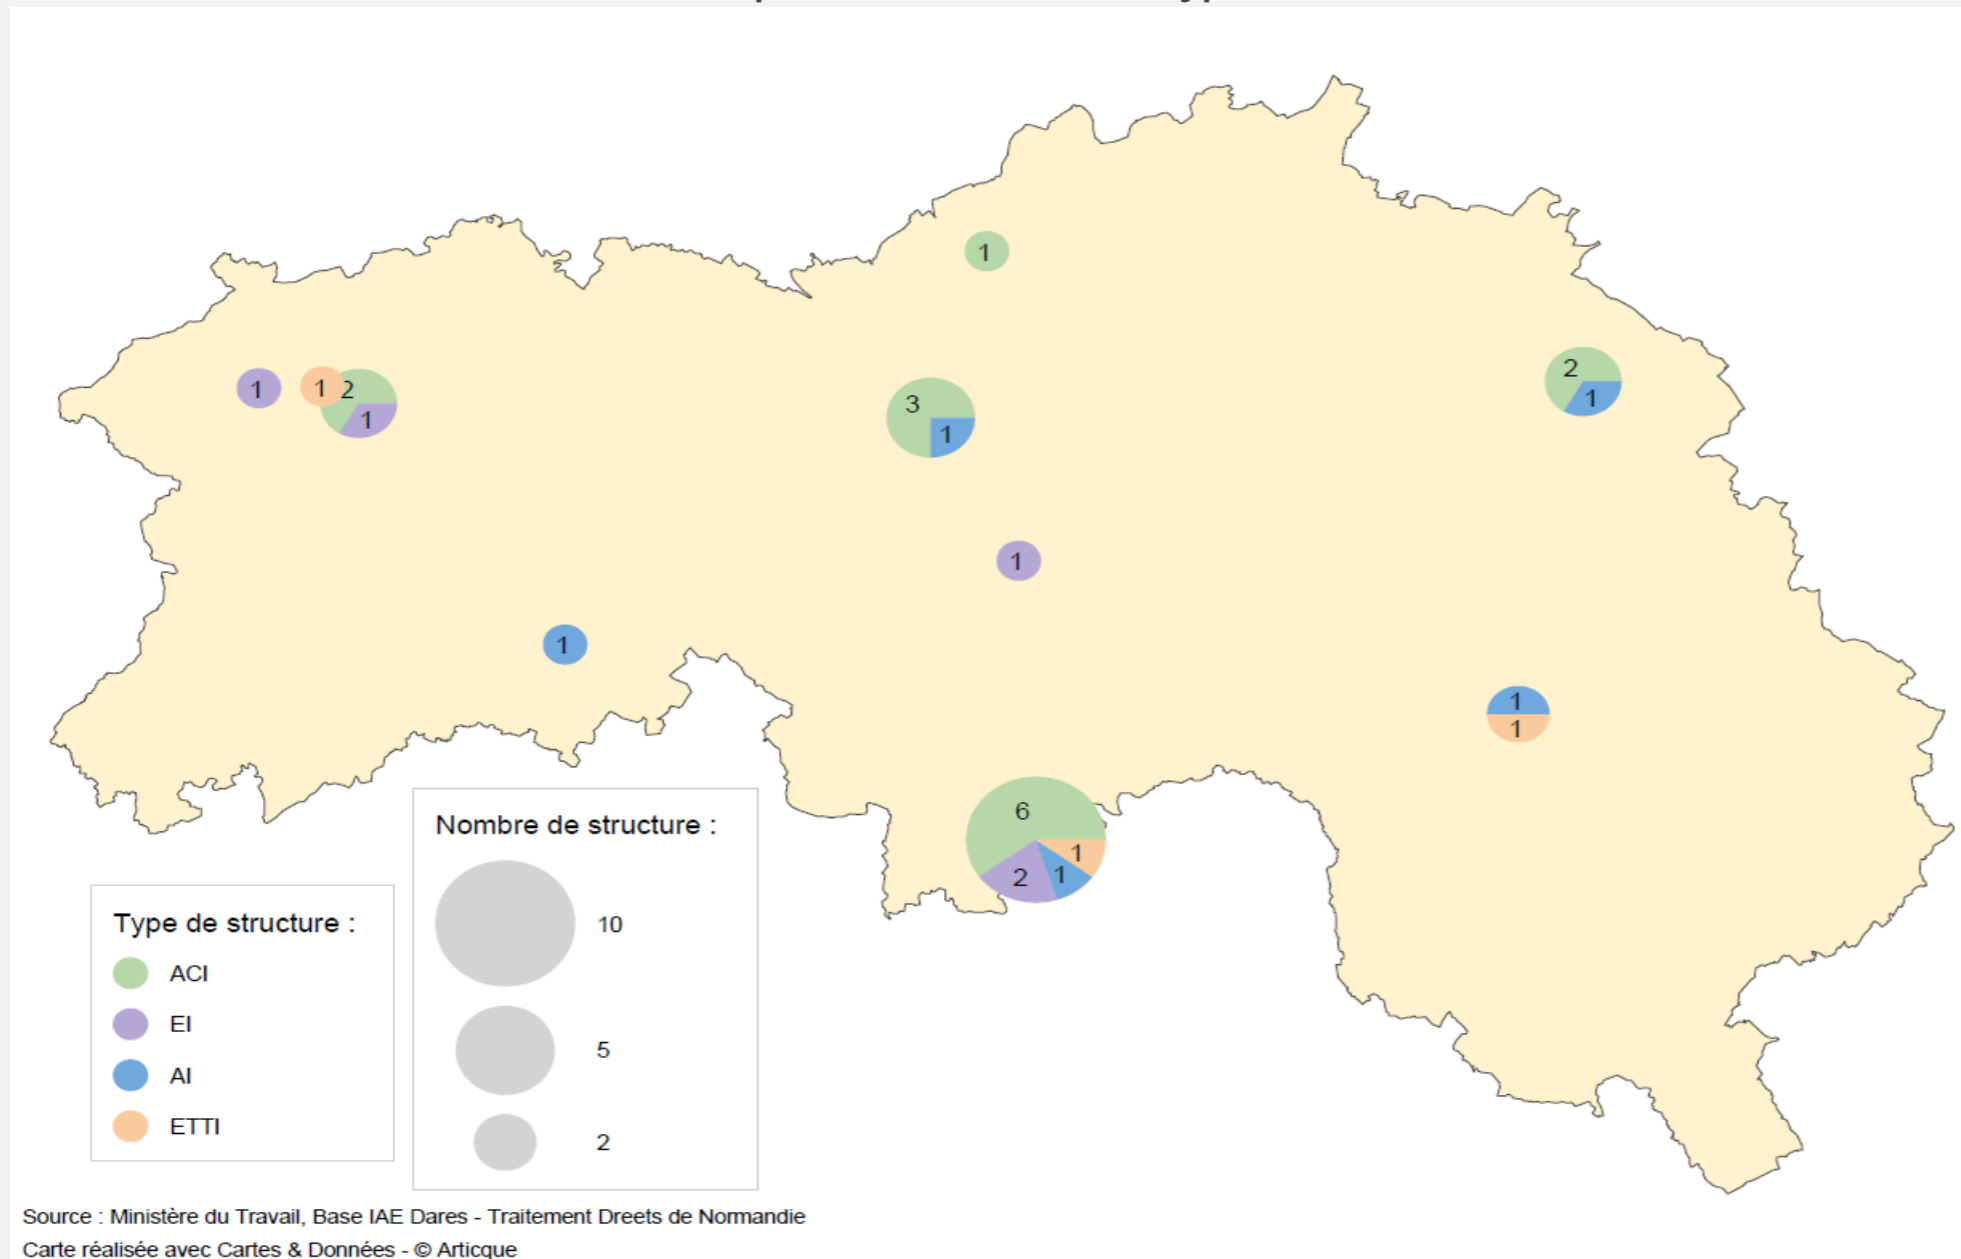 1
1
1
2
1
3
1
2
1
1
1
1
1
6
1
2
1
Nombre de structure :
10
5
2
Type de structure :
ACI
EI
AI
ETTI
Source : Ministère du Travail, Base IAE Dares - Traitement Dreets de Normandie
Carte réalisée avec Cartes & Données - © Articque